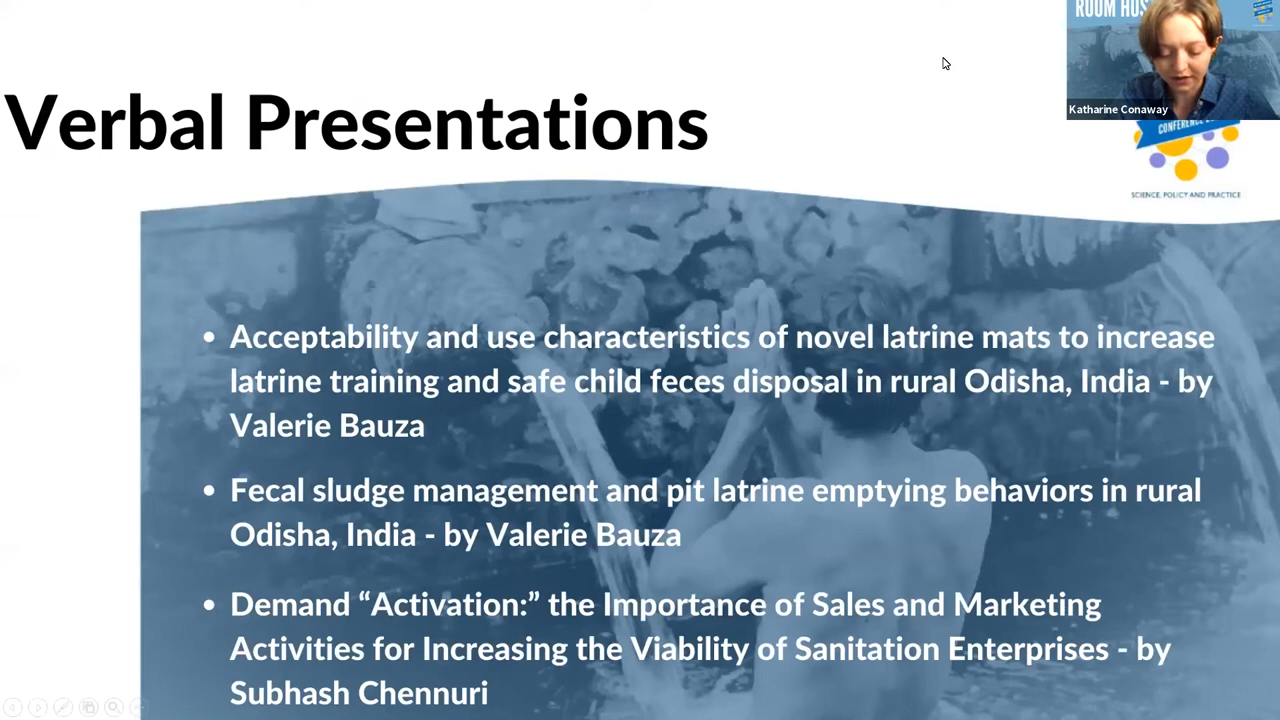 ROOM HOS
Katharine Conaway
Verbal Presentations
CONFERENCE
SCIENCE, POLICY AND PRACTICE
• Acceptability and use characteristics of novel latrine mats to increase
latrine training and safe child feces disposal in rural Odisha, India - by
Valerie Bauza
• Fecal sludge management and pit latrine emptying behaviors in rural
Odisha, India - by Valerie Bauza
• Demand “Activation:” the Importance of Sales and Marketing
Activities for Increasing the Viability of Sanitation Enterprises - by
Subhash Chennuri